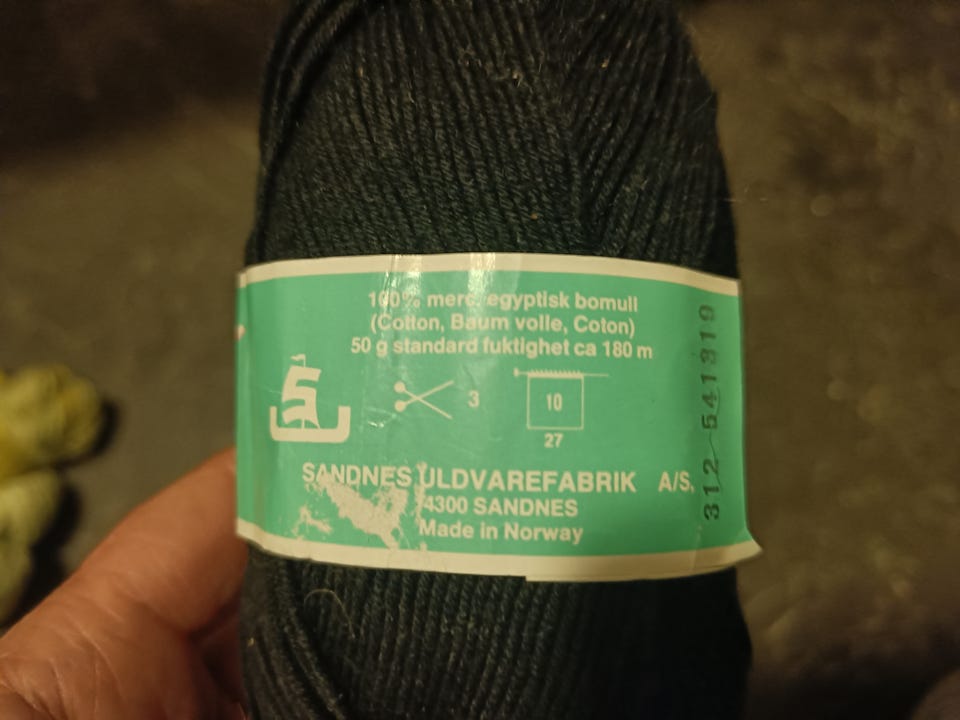 100% merc. egyptisk bomull
(Cotton, Baum volle, Coton)
50 g standard fuktighet ca 180 m
3
10
27
SANDNES ULDVAREFABRIK A/S.
4300 SANDNES
Made in Norway
312 541319